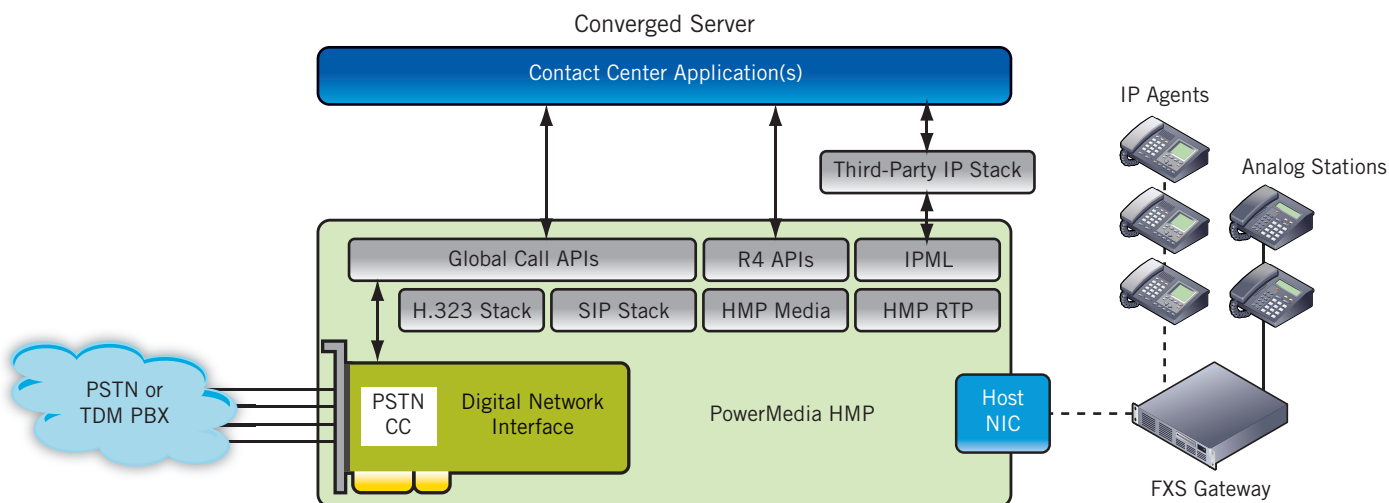 Converged Server
Contact Center Application(s)
IP Agents
Analog Stations
Third-Party IP Stack
Global Call APIs
R4 APIs
IPML
H.323 Stack
SIP Stack
HMP Media
HMP RTP
PSTN or
TDM PBX
PSTN
CC
Digital Network
Interface
PowerMedia HMP
Host
NIC
FXS Gateway